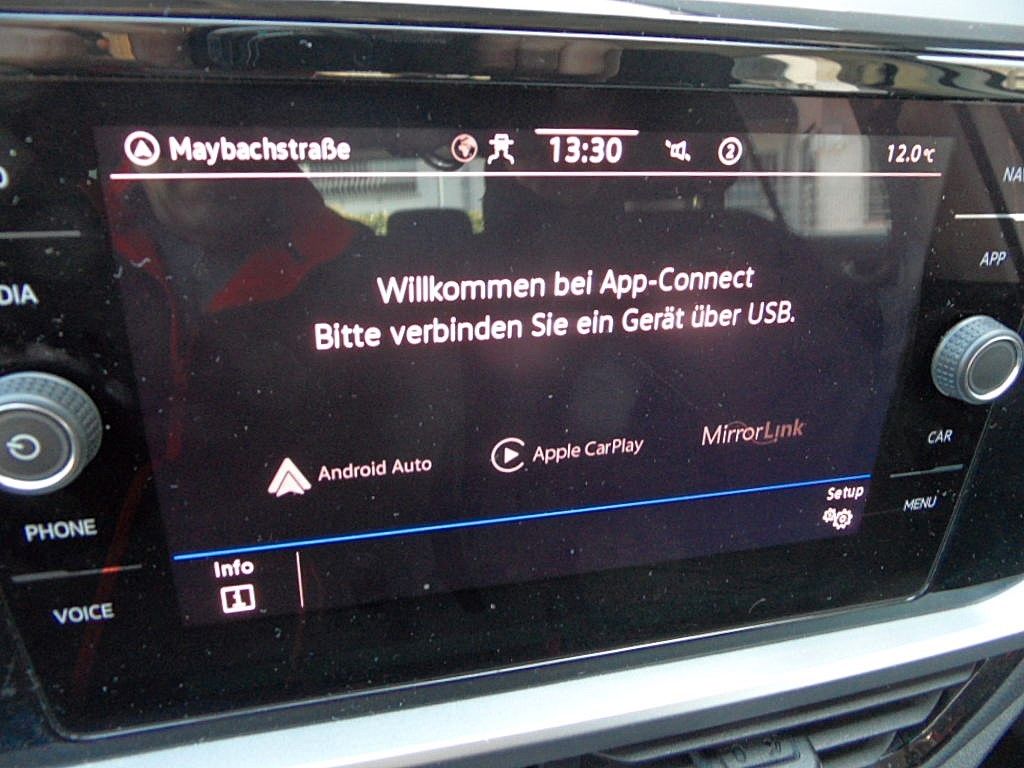 Maybachstraße 13:30 2 12.0°C
Willkommen bei App-Connect
Bitte verbinden Sie ein Gerät über USB.
Android Auto Apple CarPlay MirrorLink
Setup
Info
PHONE
VOICE
APP
CAR
MENU